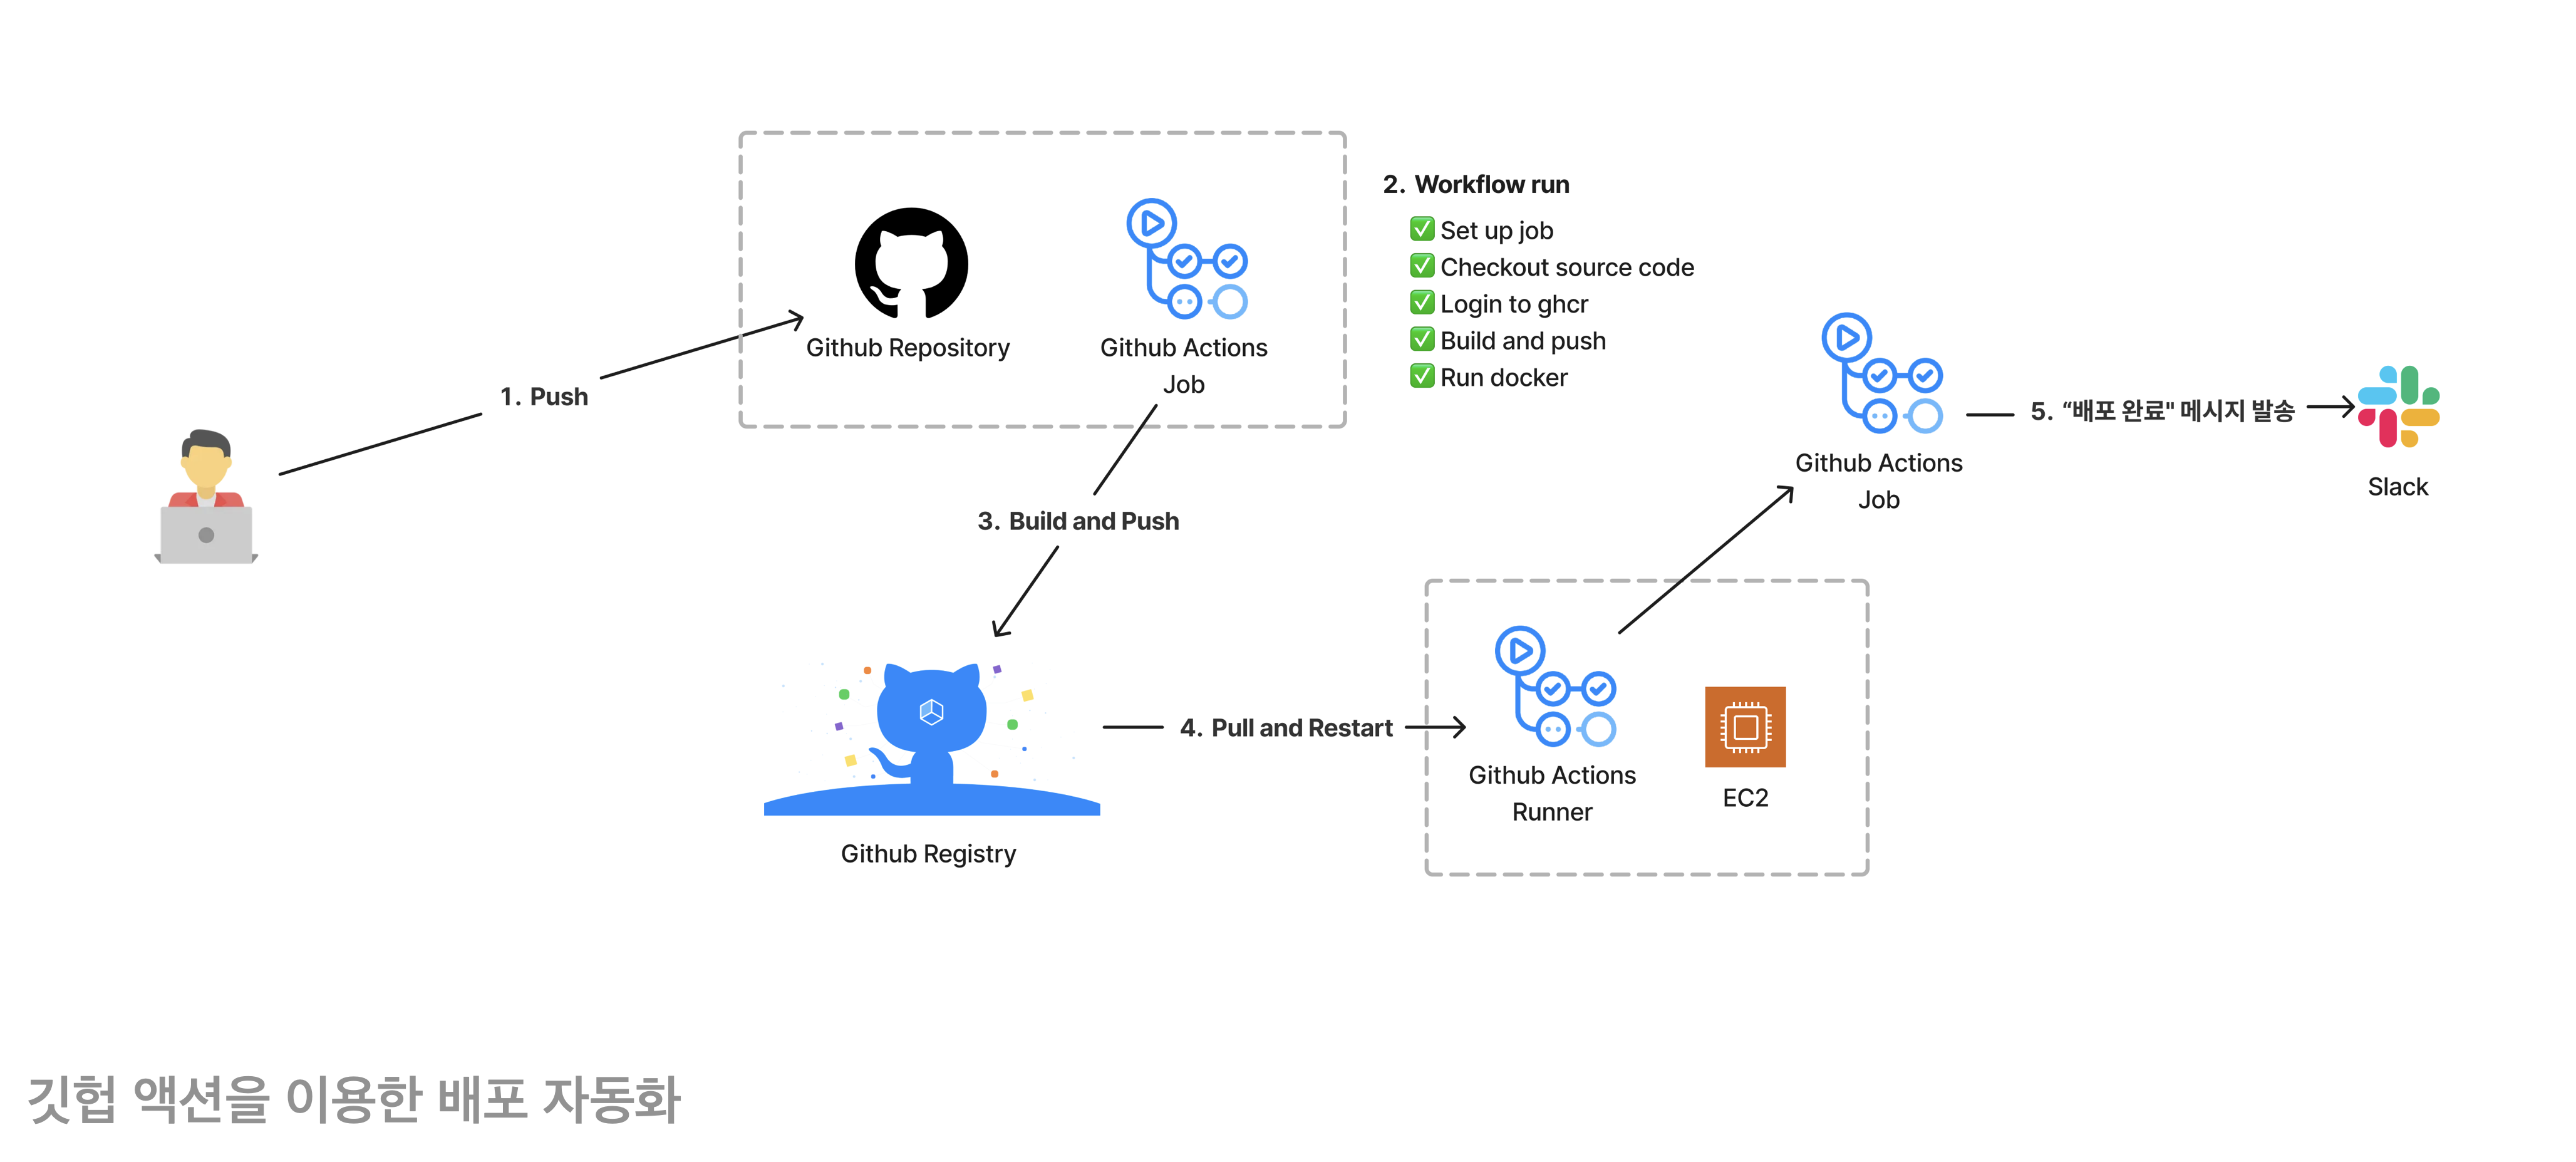 1. Push
Github Repository
Github Actions
Job
2. Workflow run
✅ Set up job
✅ Checkout source code
✅ Login to ghcr
✅ Build and push
✅ Run docker
3. Build and Push
Github Registry
4. Pull and Restart
Github Actions
Runner
EC2
Github Actions
Job
5. “배포 완료" 메시지 발송
Slack
깃헙 액션을 이용한 배포 자동화